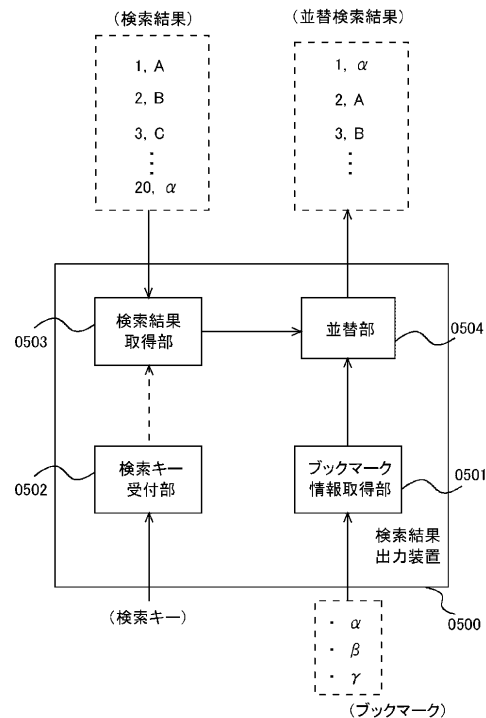 (検索結果)
1, A
2, B
3, C
⋮
20, α
(並替検索結果)
1, α
2, A
3, B
⋮
検索結果
取得部
0503
並替部
0504
検索キー
受付部
0502
ブックマーク
情報取得部
0501
検索結果
出力装置
0500
(検索キー)
・ α
・ β
・ γ
(ブックマーク)